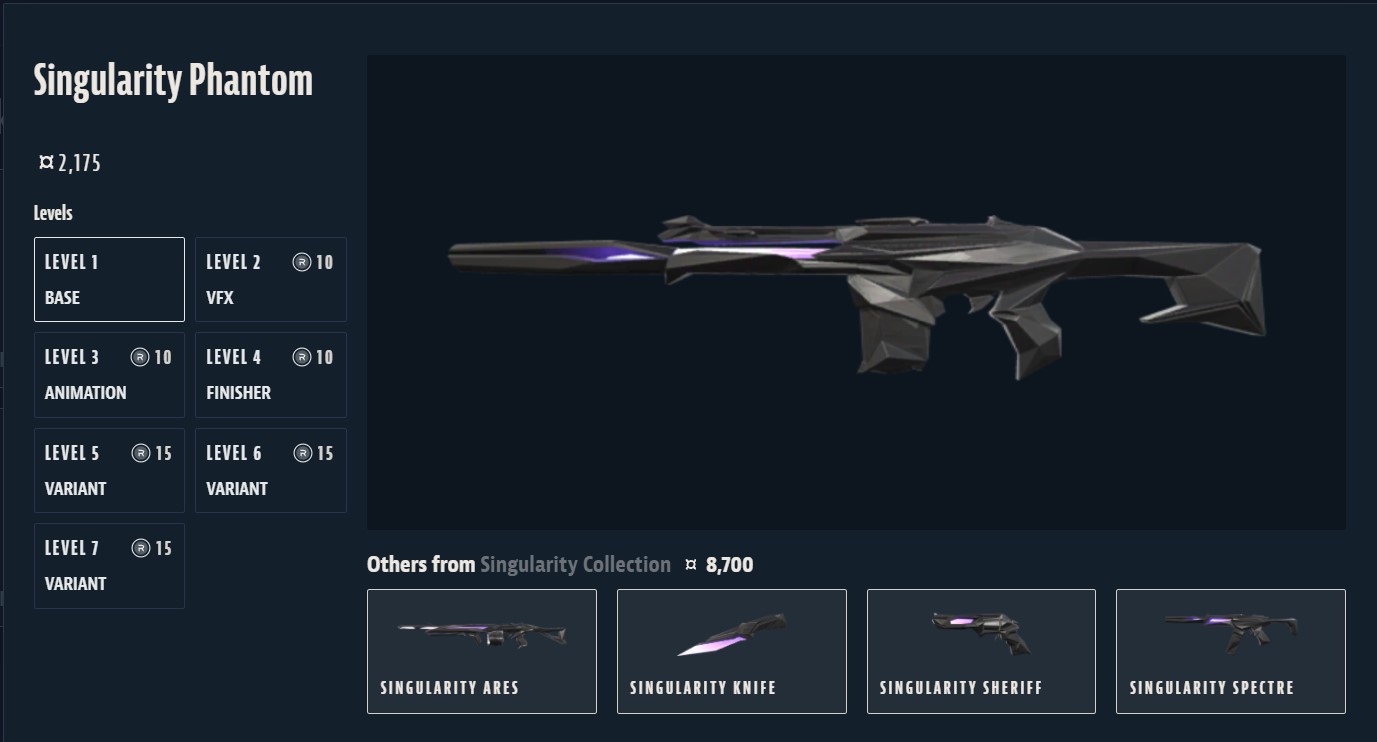 Singularity Phantom
¤ 2,175
Levels
LEVEL 1
BASE
LEVEL 2 R 10
VFX
LEVEL 3 R 10
ANIMATION
LEVEL 4 R 10
FINISHER
LEVEL 5 R 15
VARIANT
LEVEL 6 R 15
VARIANT
LEVEL 7 R 15
VARIANT
Others from Singularity Collection ¤ 8,700
SINGULARITY ARES
SINGULARITY KNIFE
SINGULARITY SHERIFF
SINGULARITY SPECTRE